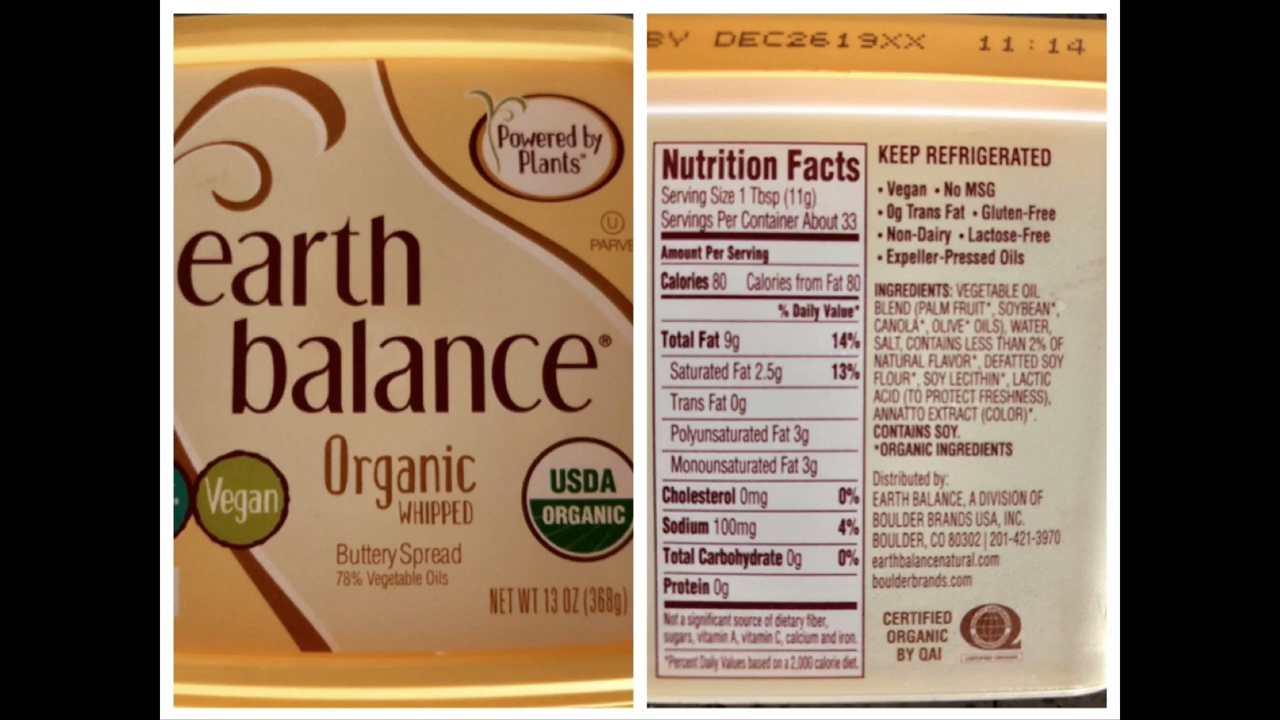 Powered by
Plants™
U
PARVE
earth
balance®
Vegan
Organic
WHIPPED
USDA
ORGANIC
Buttery Spread
78% Vegetable Oils
NET WT 13 OZ (368g)
BY DEC2619XX 11:14
Nutrition Facts
Serving Size 1 Tbsp (11g)
Servings Per Container About 33
Amount Per Serving
Calories 80 Calories from Fat 80
% Daily Value*
Total Fat 9g 14%
Saturated Fat 2.5g 13%
Trans Fat 0g
Polyunsaturated Fat 3g
Monounsaturated Fat 3g
Cholesterol 0mg 0%
Sodium 100mg 4%
Total Carbohydrate 0g 0%
Protein 0g
Not a significant source of dietary fiber,
sugars, vitamin A, vitamin C, calcium and iron.
*Percent Daily Values based on a 2,000 calorie diet.
KEEP REFRIGERATED
• Vegan • No MSG
• 0g Trans Fat • Gluten-Free
• Non-Dairy • Lactose-Free
• Expeller-Pressed Oils
INGREDIENTS: VEGETABLE OIL
BLEND (PALM FRUIT*, SOYBEAN*,
CANOLA*, OLIVE* OILS), WATER,
SALT, CONTAINS LESS THAN 2% OF
NATURAL FLAVOR*, DEFATTED SOY
FLOUR*, SOY LECITHIN*, LACTIC
ACID (TO PROTECT FRESHNESS),
ANNATTO EXTRACT (COLOR)*.
CONTAINS SOY.
*ORGANIC INGREDIENTS
Distributed by:
EARTH BALANCE, A DIVISION OF
BOULDER BRANDS USA, INC.
BOULDER, CO 80302 | 201-421-3970
earthbalancenatural.com
boulderbrands.com
CERTIFIED
ORGANIC
BY QAI